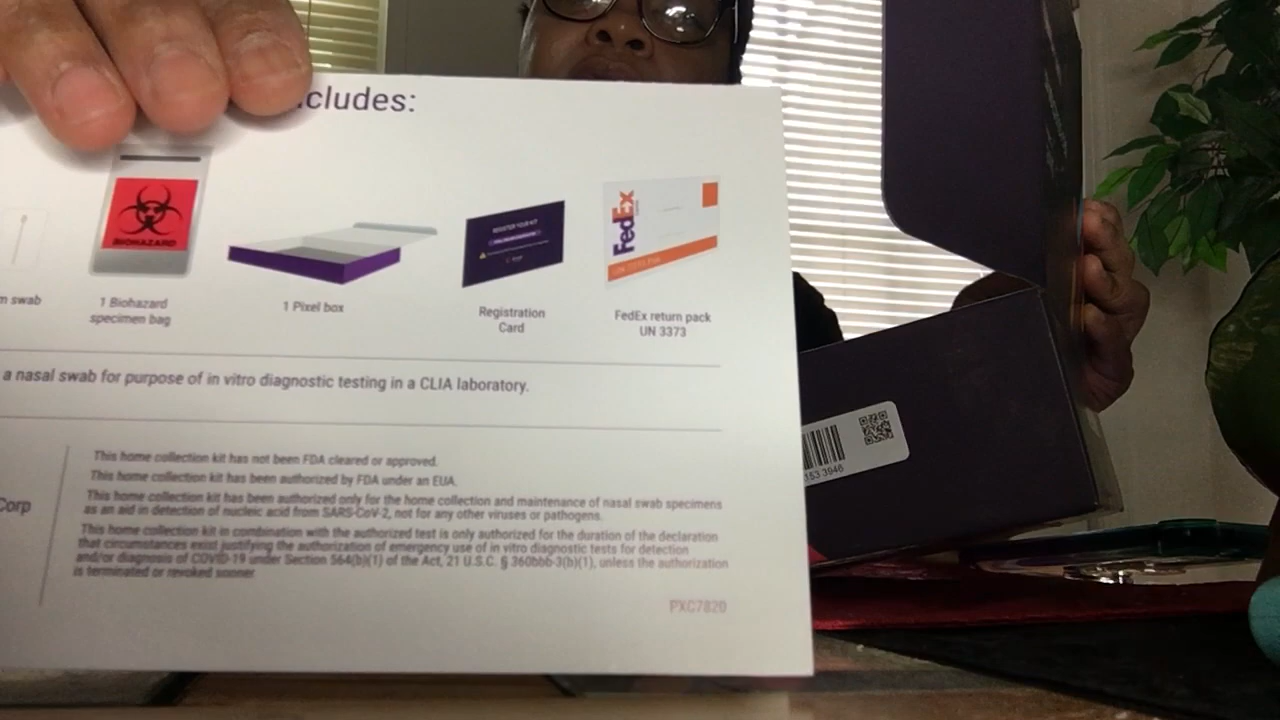 cludes:
BIOHAZARD
REGISTER YOUR KIT
FedEx
m swab
1 Biohazard
specimen bag
1 Pixel box
Registration
Card
FedEx return pack
UN 3373
a nasal swab for purpose of in vitro diagnostic testing in a CLIA laboratory.
Corp
This home collection kit has not been FDA cleared or approved.
This home collection kit has been authorized by FDA under an EUA.
This home collection kit has been authorized only for the home collection and maintenance of nasal swab specimens
as an aid in detection of nucleic acid from SARS-CoV-2, not for any other viruses or pathogens.
This home collection kit in combination with the authorized test is only authorized for the duration of the declaration
that circumstances exist justifying the authorization of emergency use of in vitro diagnostic tests for detection
and/or diagnosis of COVID-19 under Section 564(b)(1) of the Act, 21 U.S.C. § 360bbb-3(b)(1), unless the authorization
is terminated or revoked sooner.
PXC7820
153 3946